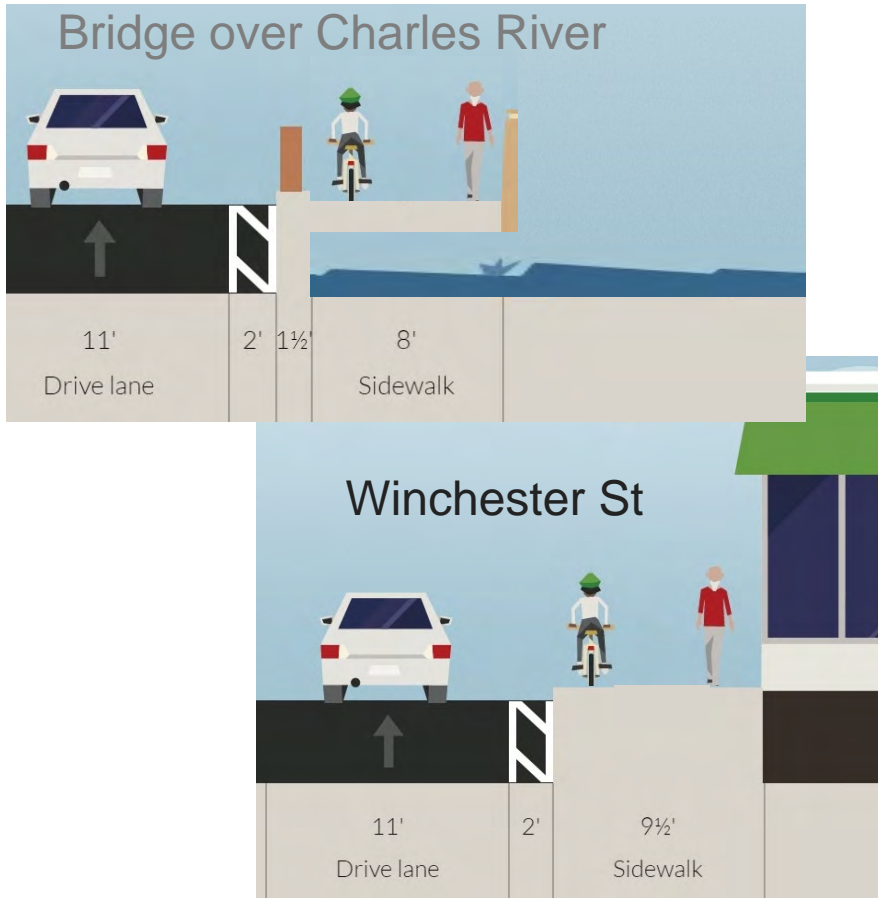 Bridge over Charles River
11' 2' 1½' 8'
Drive lane Sidewalk
Winchester St
11' 2' 9½'
Drive lane Sidewalk